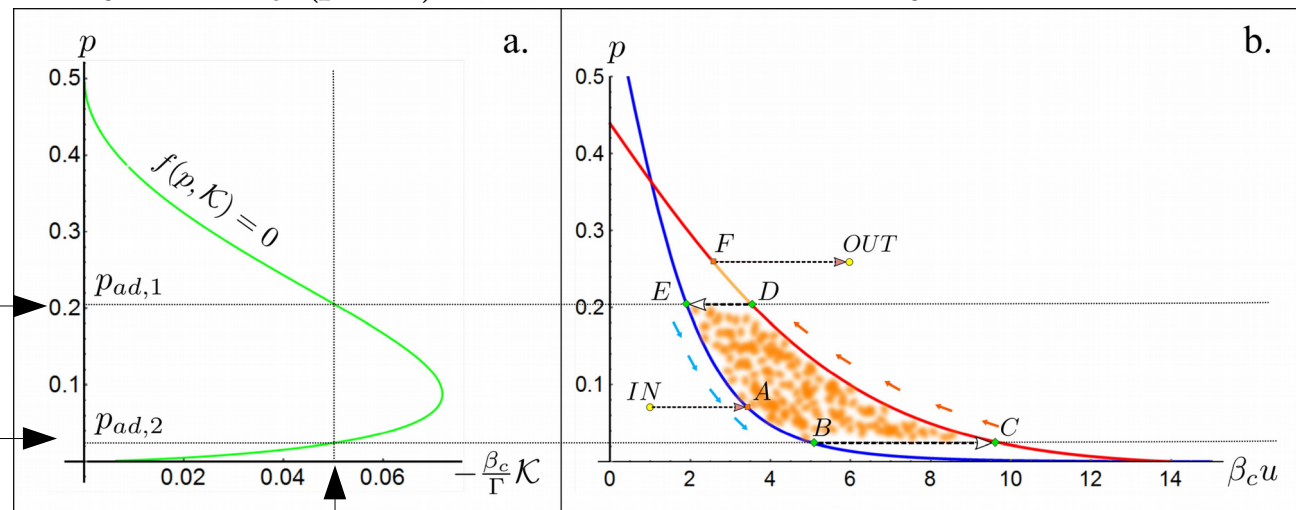 a.
p
0.5
0.4
0.3
0.2
0.1
f(p, 𝒦) = 0
p_{ad,1}
p_{ad,2}
0.02
0.04
0.06
−\frac{β_c}{Γ}𝒦
b.
p
0.5
0.4
0.3
0.2
0.1
F
OUT
E
D
IN
A
B
C
0
2
4
6
8
10
12
14
β_c u